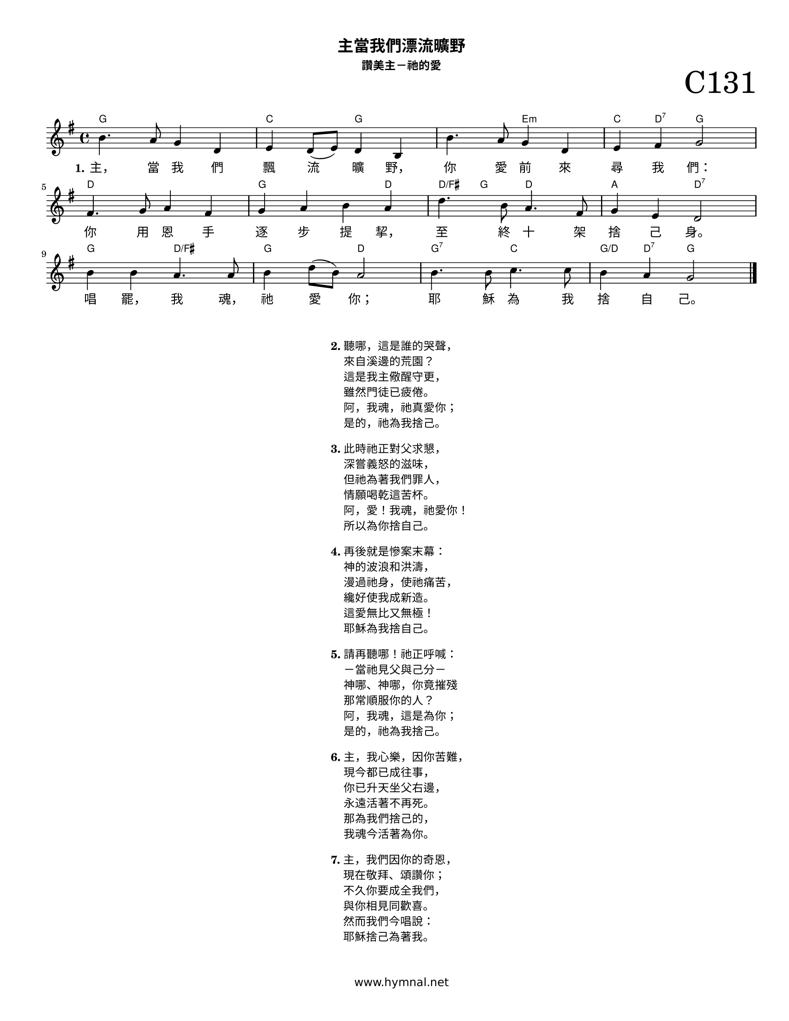 主當我們漂流曠野
讚美主－祂的愛
C131
G C G Em C D7 G
1. 主， 當 我 們 飄 流 曠 野， 你 愛 前 來 尋 我 們：
5
D G D D/F# G D A D7
你 用 恩 手 逐 步 提 挈， 至 終 十 架 捨 己 身。
9
G D/F# G D G7 C G/D D7 G
唱 罷， 我 魂， 祂 愛 你； 耶 穌 為 我 捨 自 己。
2. 聽哪，這是誰的哭聲，
來自溪邊的荒園？
這是我主儆醒守更，
雖然門徒已疲倦。
阿，我魂，祂真愛你；
是的，祂為我捨己。
3. 此時祂正對父求懇，
深嘗義怒的滋味，
但祂為著我們罪人，
情願喝乾這苦杯。
阿，愛！我魂，祂愛你！
所以為你捨自己。
4. 再後就是慘案末幕：
神的波浪和洪濤，
漫過祂身，使祂痛苦，
纔好使我成新造。
這愛無比又無極！
耶穌為我捨自己。
5. 請再聽哪！祂正呼喊：
－當祂見父與己分－
神哪、神哪，你竟摧殘
那常順服你的人？
阿，我魂，這是為你；
是的，祂為我捨己。
6. 主，我心樂，因你苦難，
現今都已成往事，
你已升天坐父右邊，
永遠活著不再死。
那為我們捨己的，
我魂今活著為你。
7. 主，我們因你的奇恩，
現在敬拜、頌讚你；
不久你要成全我們，
與你相見同歡喜。
然而我們今唱說：
耶穌捨己為著我。
www.hymnal.net